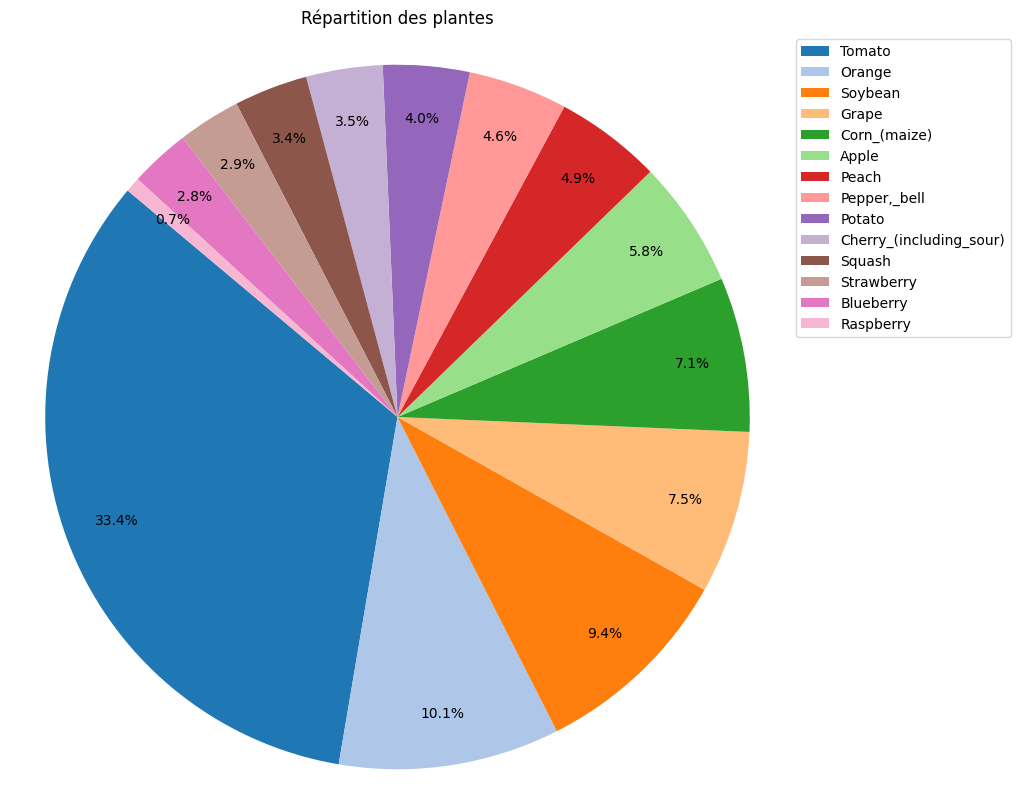 Répartition des plantes
Tomato
Orange
Soybean
Grape
Corn_(maize)
Apple
Peach
Pepper,_bell
Potato
Cherry_(including_sour)
Squash
Strawberry
Blueberry
Raspberry
33.4%
10.1%
9.4%
7.5%
7.1%
5.8%
4.9%
4.6%
4.0%
3.5%
3.4%
2.9%
2.8%
0.7%